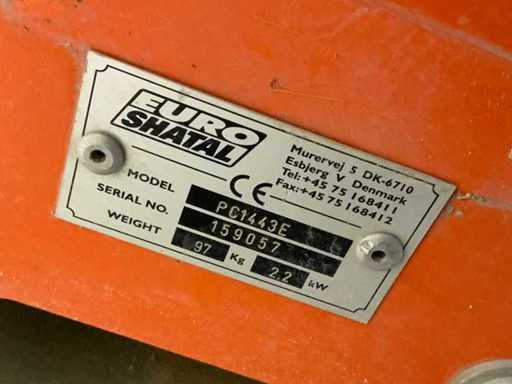 EURO
SHATAL
Murervej 5 DK-6710
Esbjerg V Denmark
Tel:+45 75 168411
Fax:+45 75 168412
CE
MODEL PC1443E
SERIAL NO. 159057
WEIGHT 97 Kg 2.2 kW